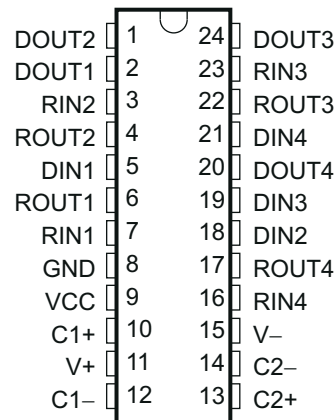 DOUT2 1 24 DOUT3
DOUT1 2 23 RIN3
RIN2 3 22 ROUT3
ROUT2 4 21 DIN4
DIN1 5 20 DOUT4
ROUT1 6 19 DIN3
RIN1 7 18 DIN2
GND 8 17 ROUT4
VCC 9 16 RIN4
C1+ 10 15 V−
V+ 11 14 C2−
C1− 12 13 C2+